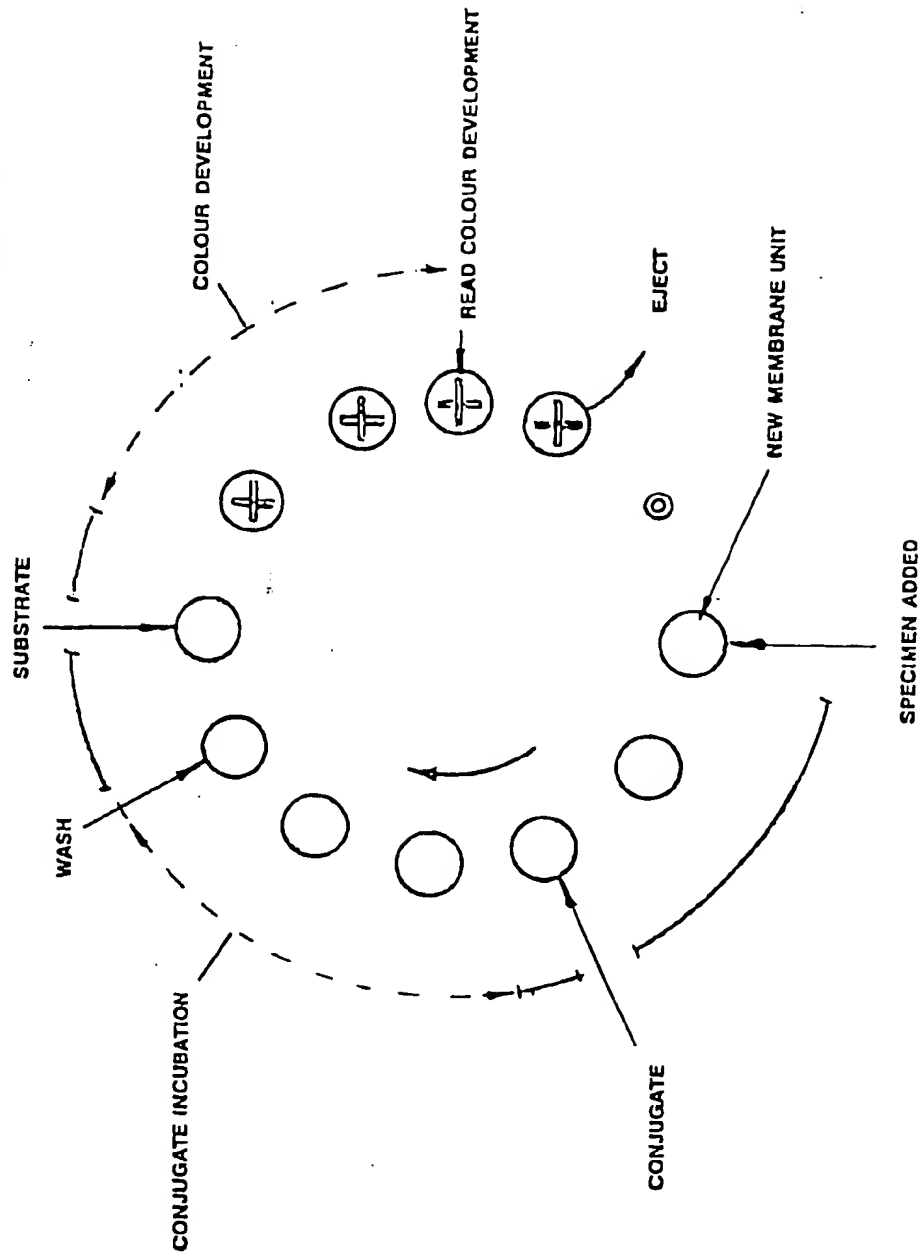 COLOUR DEVELOPMENT
SUBSTRATE
READ COLOUR DEVELOPMENT
WASH
EJECT
CONJUGATE INCUBATION
NEW MEMBRANE UNIT
CONJUGATE
SPECIMEN ADDED